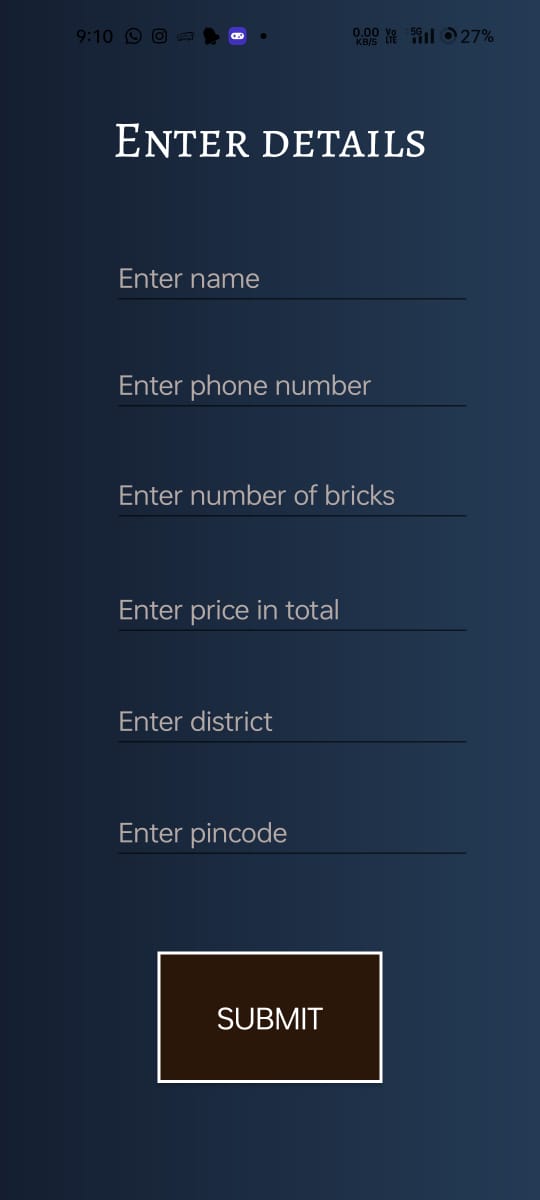 9:10
0.00 KB/S Vo LTE 5G 27%
Enter details
Enter name
Enter phone number
Enter number of bricks
Enter price in total
Enter district
Enter pincode
SUBMIT